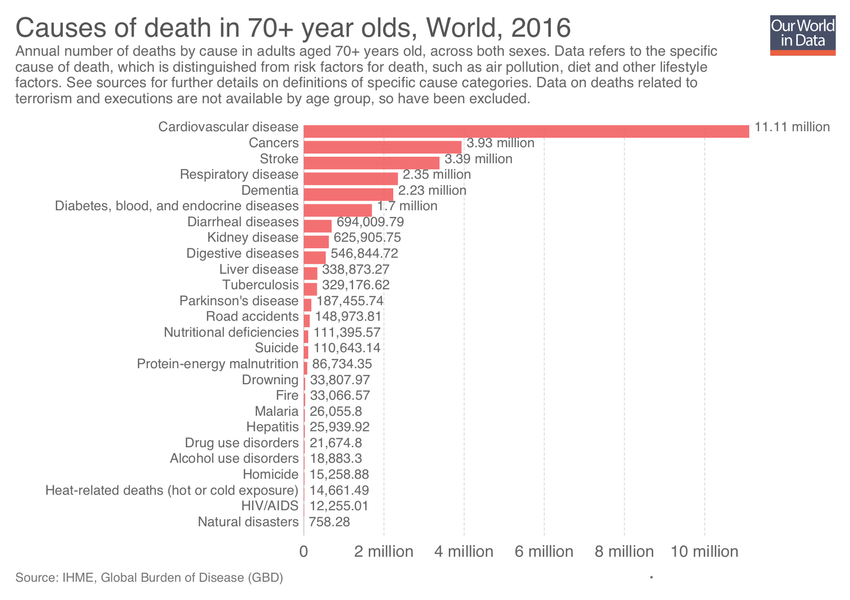 Causes of death in 70+ year olds, World, 2016
Our World
in Data
Annual number of deaths by cause in adults aged 70+ years old, across both sexes. Data refers to the specific
cause of death, which is distinguished from risk factors for death, such as air pollution, diet and other lifestyle
factors. See sources for further details on definitions of specific cause categories. Data on deaths related to
terrorism and executions are not available by age group, so have been excluded.
Cardiovascular disease 11.11 million
Cancers 3.93 million
Stroke 3.39 million
Respiratory disease 2.35 million
Dementia 2.23 million
Diabetes, blood, and endocrine diseases 1.7 million
Diarrheal diseases 694,009.79
Kidney disease 625,905.75
Digestive diseases 546,844.72
Liver disease 338,873.27
Tuberculosis 329,176.62
Parkinson's disease 187,455.74
Road accidents 148,973.81
Nutritional deficiencies 111,395.57
Suicide 110,643.14
Protein-energy malnutrition 86,734.35
Drowning 33,807.97
Fire 33,066.57
Malaria 26,055.8
Hepatitis 25,939.92
Drug use disorders 21,674.8
Alcohol use disorders 18,883.3
Homicide 15,258.88
Heat-related deaths (hot or cold exposure) 14,661.49
HIV/AIDS 12,255.01
Natural disasters 758.28
0 2 million 4 million 6 million 8 million 10 million
Source: IHME, Global Burden of Disease (GBD)